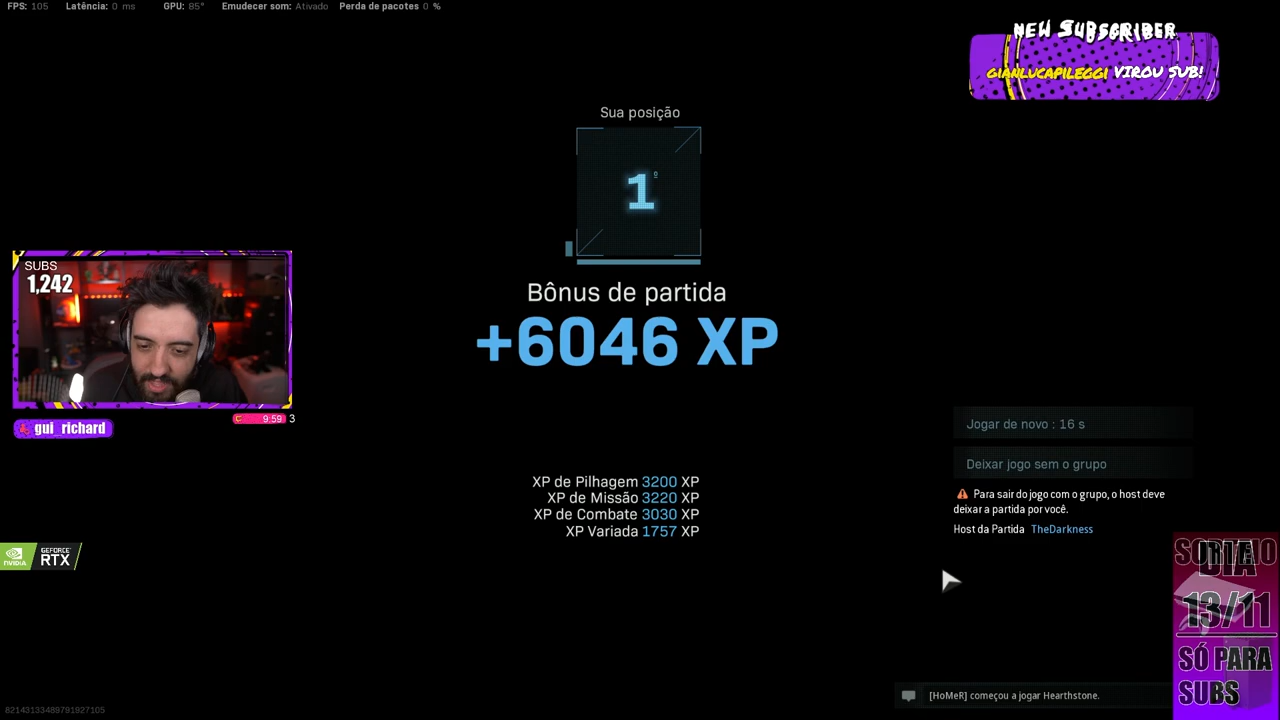 FPS: 105 Latência: 0 ms GPU: 85° Emudecer som: Ativado Perda de pacotes 0 %
NEW SUBSCRIBER
GIANLUCAPILEGGI VIROU SUB!
Sua posição
1º
Bônus de partida
+6046 XP
SUBS
1,242
9:59 3
gui_richard
Jogar de novo : 16 s
Deixar jogo sem o grupo
Para sair do jogo com o grupo, o host deve
deixar a partida por você.
Host da Partida TheDarkness
XP de Pilhagem 3200 XP
XP de Missão 3220 XP
XP de Combate 3030 XP
XP Variada 1757 XP
NVIDIA
GEFORCE
RTX
SORTEIO
DIA
13/11
SÓ PARA
SUBS
[HoMeR] começou a jogar Hearthstone.
82143133489791927105